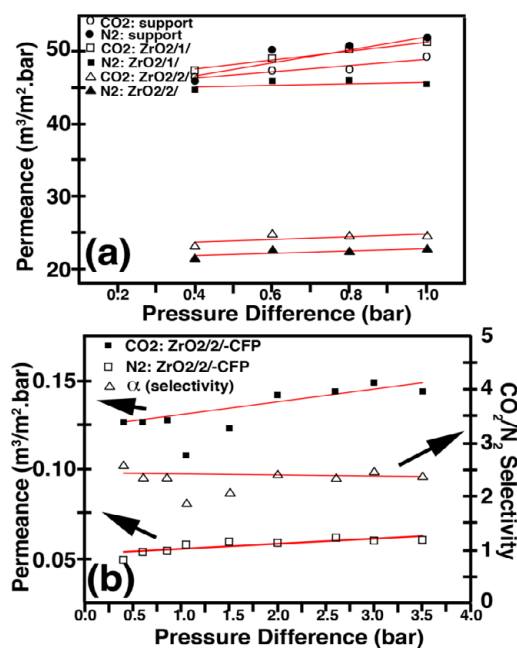 CO2: support
N2: support
CO2: ZrO2/1/
N2: ZrO2/1/
CO2: ZrO2/2/
N2: ZrO2/2/
50
40
30
20
Permeance (m³/m².bar)
(a)
0.2 0.4 0.6 0.8 1.0
Pressure Difference (bar)
CO2: ZrO2/2/-CFP
N2: ZrO2/2/-CFP
α (selectivity)
0.15
0.10
0.05
Permeance (m³/m².bar)
5
4
3
2
1
0
CO₂/N₂ Selectivity
(b)
0.0 0.5 1.0 1.5 2.0 2.5 3.0 3.5 4.0
Pressure Difference (bar)